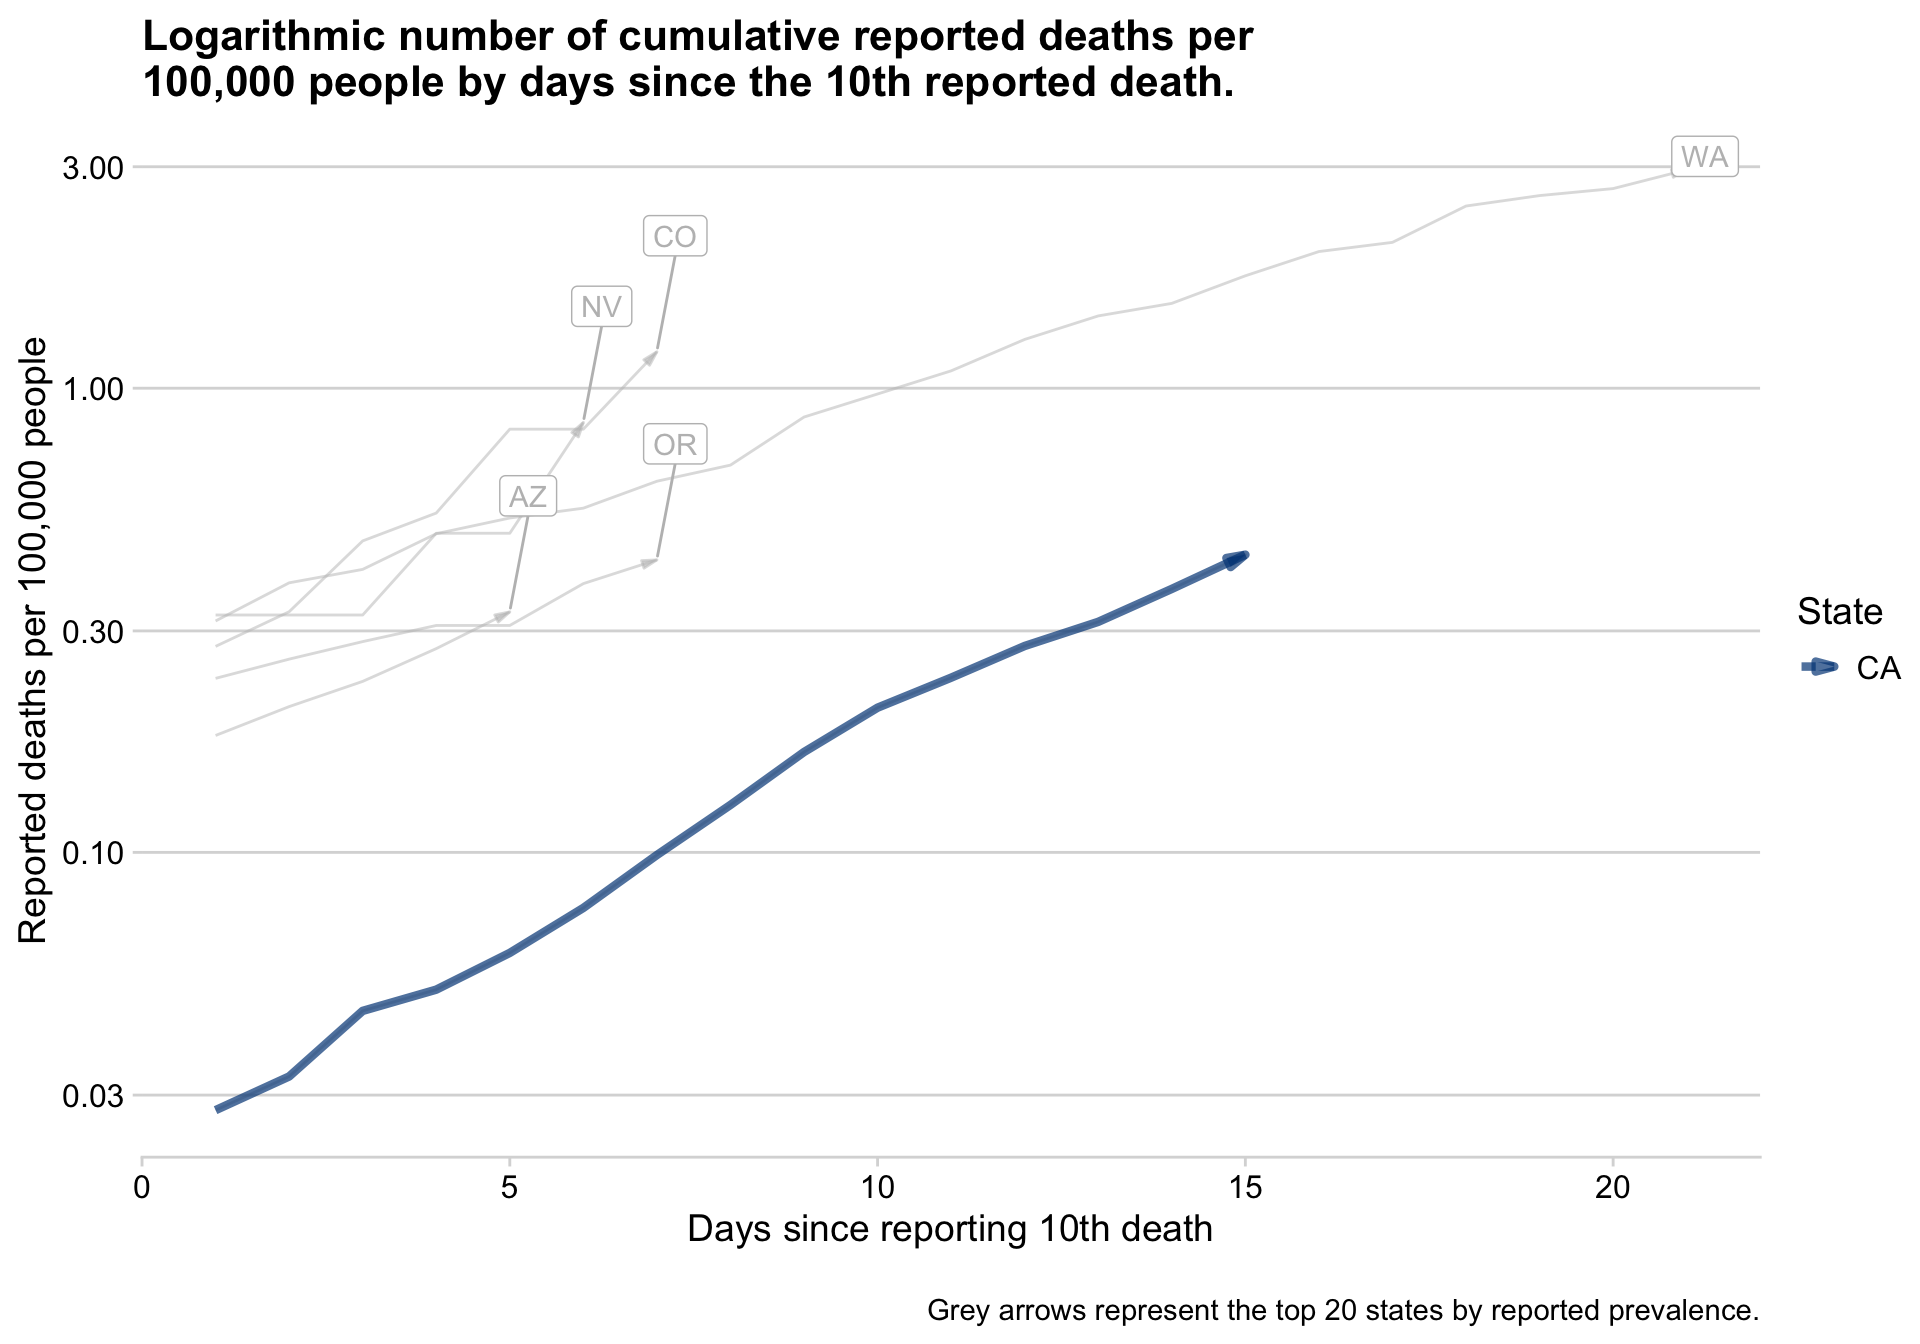 Logarithmic number of cumulative reported deaths per
100,000 people by days since the 10th reported death.
Reported deaths per 100,000 people
3.00
1.00
0.30
0.10
0.03
WA
CO
NV
OR
AZ
State
CA
0
5
10
15
20
Days since reporting 10th death
Grey arrows represent the top 20 states by reported prevalence.